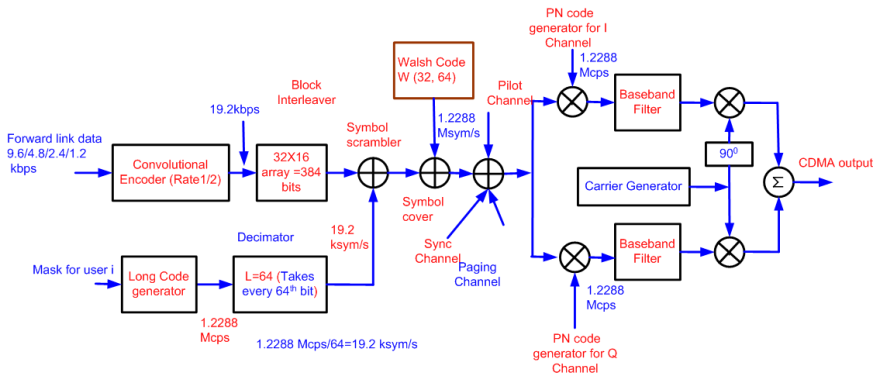 PN code
generator for I
Channel
1.2288
Mcps
Walsh Code
W (32, 64)
Block
Interleaver
Pilot
Channel
Baseband
Filter
19.2kbps
1.2288
Msym/s
Symbol
scrambler
Forward link data
9.6/4.8/2.4/1.2
kbps
Convolutional
Encoder (Rate1/2)
32X16
array =384
bits
90⁰
CDMA output
Carrier Generator
Σ
Symbol
cover
19.2
ksym/s
Decimator
Sync
Channel
Paging
Channel
Baseband
Filter
Mask for user i
Long Code
generator
L=64 (Takes
every 64th bit)
1.2288
Mcps
1.2288
Mcps
1.2288 Mcps/64=19.2 ksym/s
PN code
generator for Q
Channel